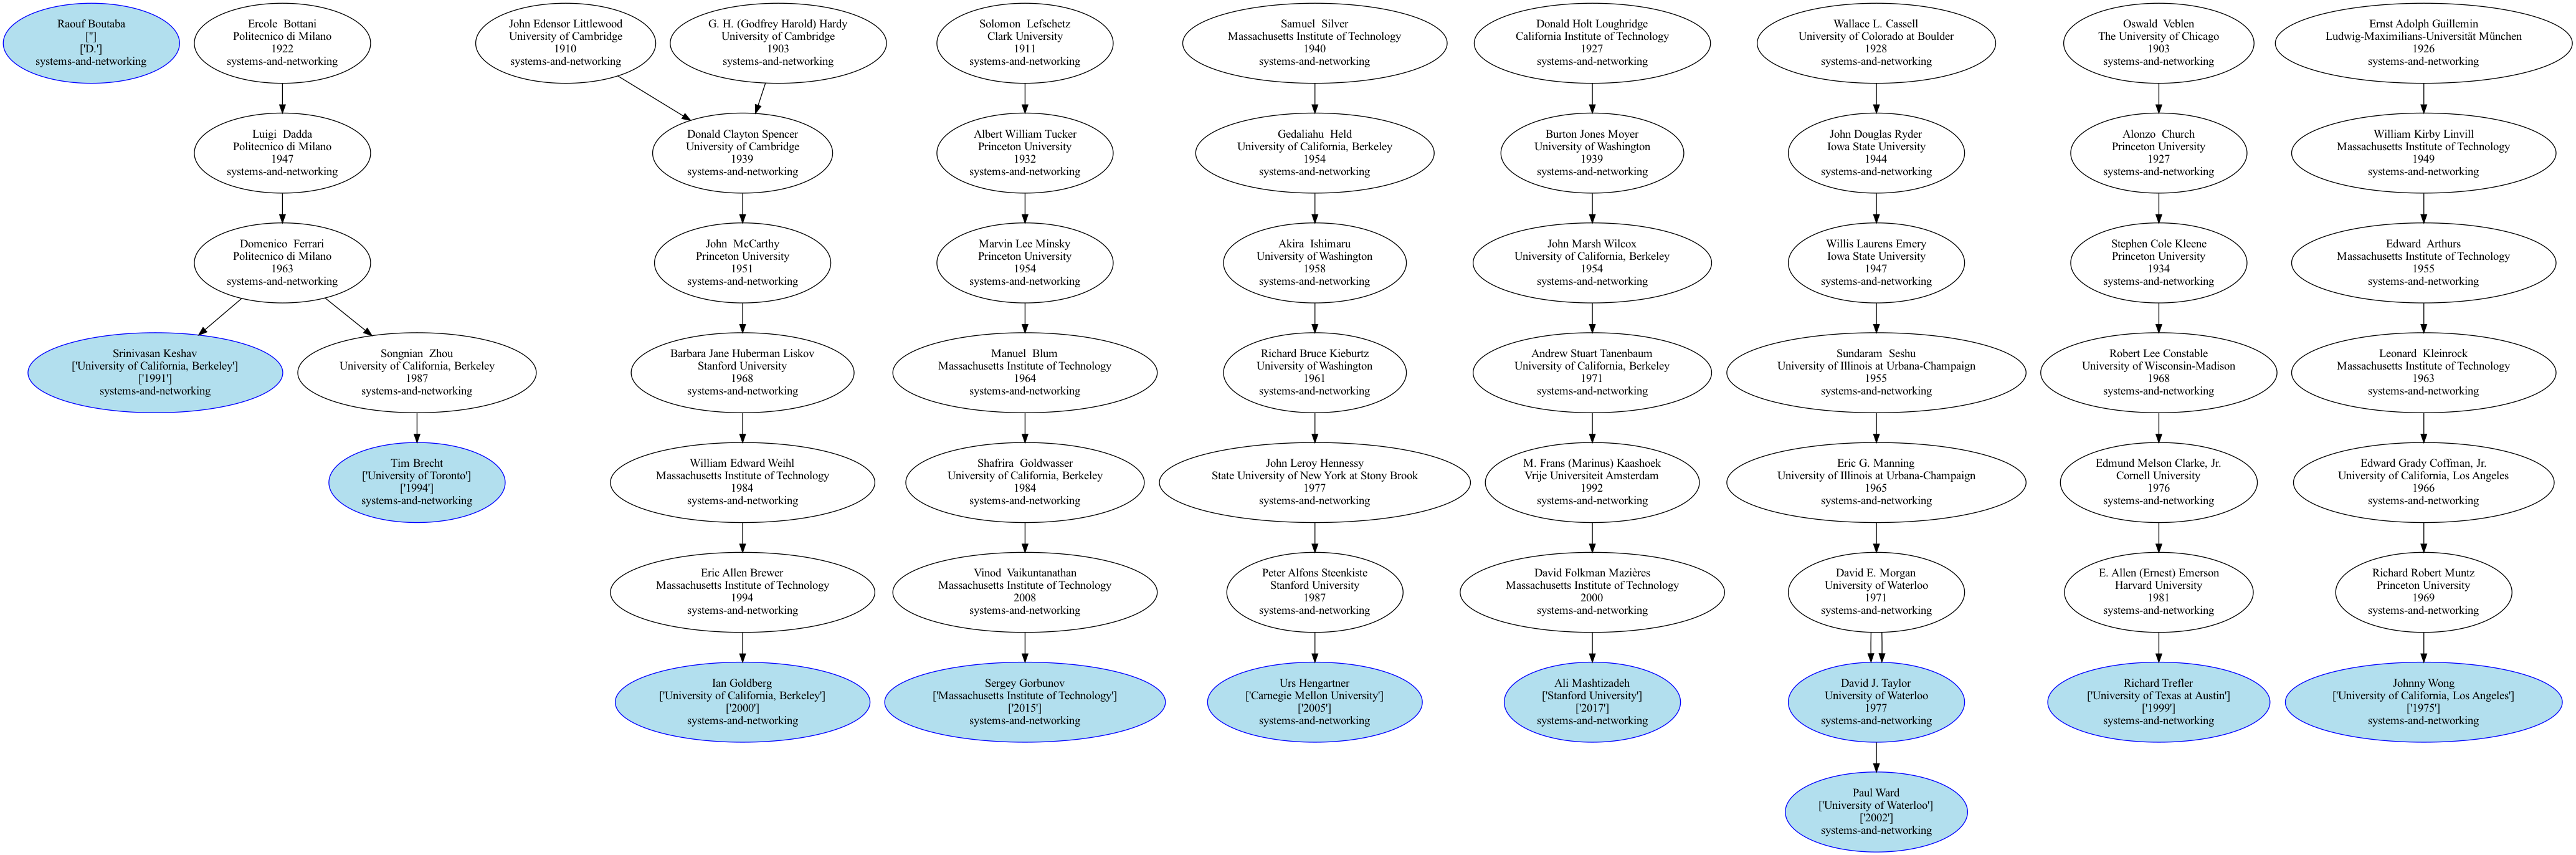 Raouf Boutaba
['']
['D.']
systems-and-networking
Ercole  Bottani
Politecnico di Milano
1922
systems-and-networking
John Edensor Littlewood
University of Cambridge
1910
systems-and-networking
G. H. (Godfrey Harold) Hardy
University of Cambridge
1903
systems-and-networking
Solomon  Lefschetz
Clark University
1911
systems-and-networking
Samuel  Silver
Massachusetts Institute of Technology
1940
systems-and-networking
Donald Holt Loughridge
California Institute of Technology
1927
systems-and-networking
Wallace L. Cassell
University of Colorado at Boulder
1928
systems-and-networking
Oswald  Veblen
The University of Chicago
1903
systems-and-networking
Ernst Adolph Guillemin
Ludwig-Maximilians-Universität München
1926
systems-and-networking
Luigi  Dadda
Politecnico di Milano
1947
systems-and-networking
Donald Clayton Spencer
University of Cambridge
1939
systems-and-networking
Albert William Tucker
Princeton University
1932
systems-and-networking
Gedaliahu  Held
University of California, Berkeley
1954
systems-and-networking
Burton Jones Moyer
University of Washington
1939
systems-and-networking
John Douglas Ryder
Iowa State University
1944
systems-and-networking
Alonzo  Church
Princeton University
1927
systems-and-networking
William Kirby Linvill
Massachusetts Institute of Technology
1949
systems-and-networking
Domenico  Ferrari
Politecnico di Milano
1963
systems-and-networking
John  McCarthy
Princeton University
1951
systems-and-networking
Marvin Lee Minsky
Princeton University
1954
systems-and-networking
Akira  Ishimaru
University of Washington
1958
systems-and-networking
John Marsh Wilcox
University of California, Berkeley
1954
systems-and-networking
Willis Laurens Emery
Iowa State University
1947
systems-and-networking
Stephen Cole Kleene
Princeton University
1934
systems-and-networking
Edward  Arthurs
Massachusetts Institute of Technology
1955
systems-and-networking
Srinivasan Keshav
['University of California, Berkeley']
['1991']
systems-and-networking
Songnian  Zhou
University of California, Berkeley
1987
systems-and-networking
Barbara Jane Huberman Liskov
Stanford University
1968
systems-and-networking
Manuel  Blum
Massachusetts Institute of Technology
1964
systems-and-networking
Richard Bruce Kieburtz
University of Washington
1961
systems-and-networking
Andrew Stuart Tanenbaum
University of California, Berkeley
1971
systems-and-networking
Sundaram  Seshu
University of Illinois at Urbana-Champaign
1955
systems-and-networking
Robert Lee Constable
University of Wisconsin-Madison
1968
systems-and-networking
Leonard  Kleinrock
Massachusetts Institute of Technology
1963
systems-and-networking
Tim Brecht
['University of Toronto']
['1994']
systems-and-networking
William Edward Weihl
Massachusetts Institute of Technology
1984
systems-and-networking
Shafrira  Goldwasser
University of California, Berkeley
1984
systems-and-networking
John Leroy Hennessy
State University of New York at Stony Brook
1977
systems-and-networking
M. Frans (Marinus) Kaashoek
Vrije Universiteit Amsterdam
1992
systems-and-networking
Eric G. Manning
University of Illinois at Urbana-Champaign
1965
systems-and-networking
Edmund Melson Clarke, Jr.
Cornell University
1976
systems-and-networking
Edward Grady Coffman, Jr.
University of California, Los Angeles
1966
systems-and-networking
Eric Allen Brewer
Massachusetts Institute of Technology
1994
systems-and-networking
Vinod  Vaikuntanathan
Massachusetts Institute of Technology
2008
systems-and-networking
Peter Alfons Steenkiste
Stanford University
1987
systems-and-networking
David Folkman Mazières
Massachusetts Institute of Technology
2000
systems-and-networking
David E. Morgan
University of Waterloo
1971
systems-and-networking
E. Allen (Ernest) Emerson
Harvard University
1981
systems-and-networking
Richard Robert Muntz
Princeton University
1969
systems-and-networking
Ian Goldberg
['University of California, Berkeley']
['2000']
systems-and-networking
Sergey Gorbunov
['Massachusetts Institute of Technology']
['2015']
systems-and-networking
Urs Hengartner
['Carnegie Mellon University']
['2005']
systems-and-networking
Ali Mashtizadeh
['Stanford University']
['2017']
systems-and-networking
David J. Taylor
University of Waterloo
1977
systems-and-networking
Richard Trefler
['University of Texas at Austin']
['1999']
systems-and-networking
Johnny Wong
['University of California, Los Angeles']
['1975']
systems-and-networking
Paul Ward
['University of Waterloo']
['2002']
systems-and-networking